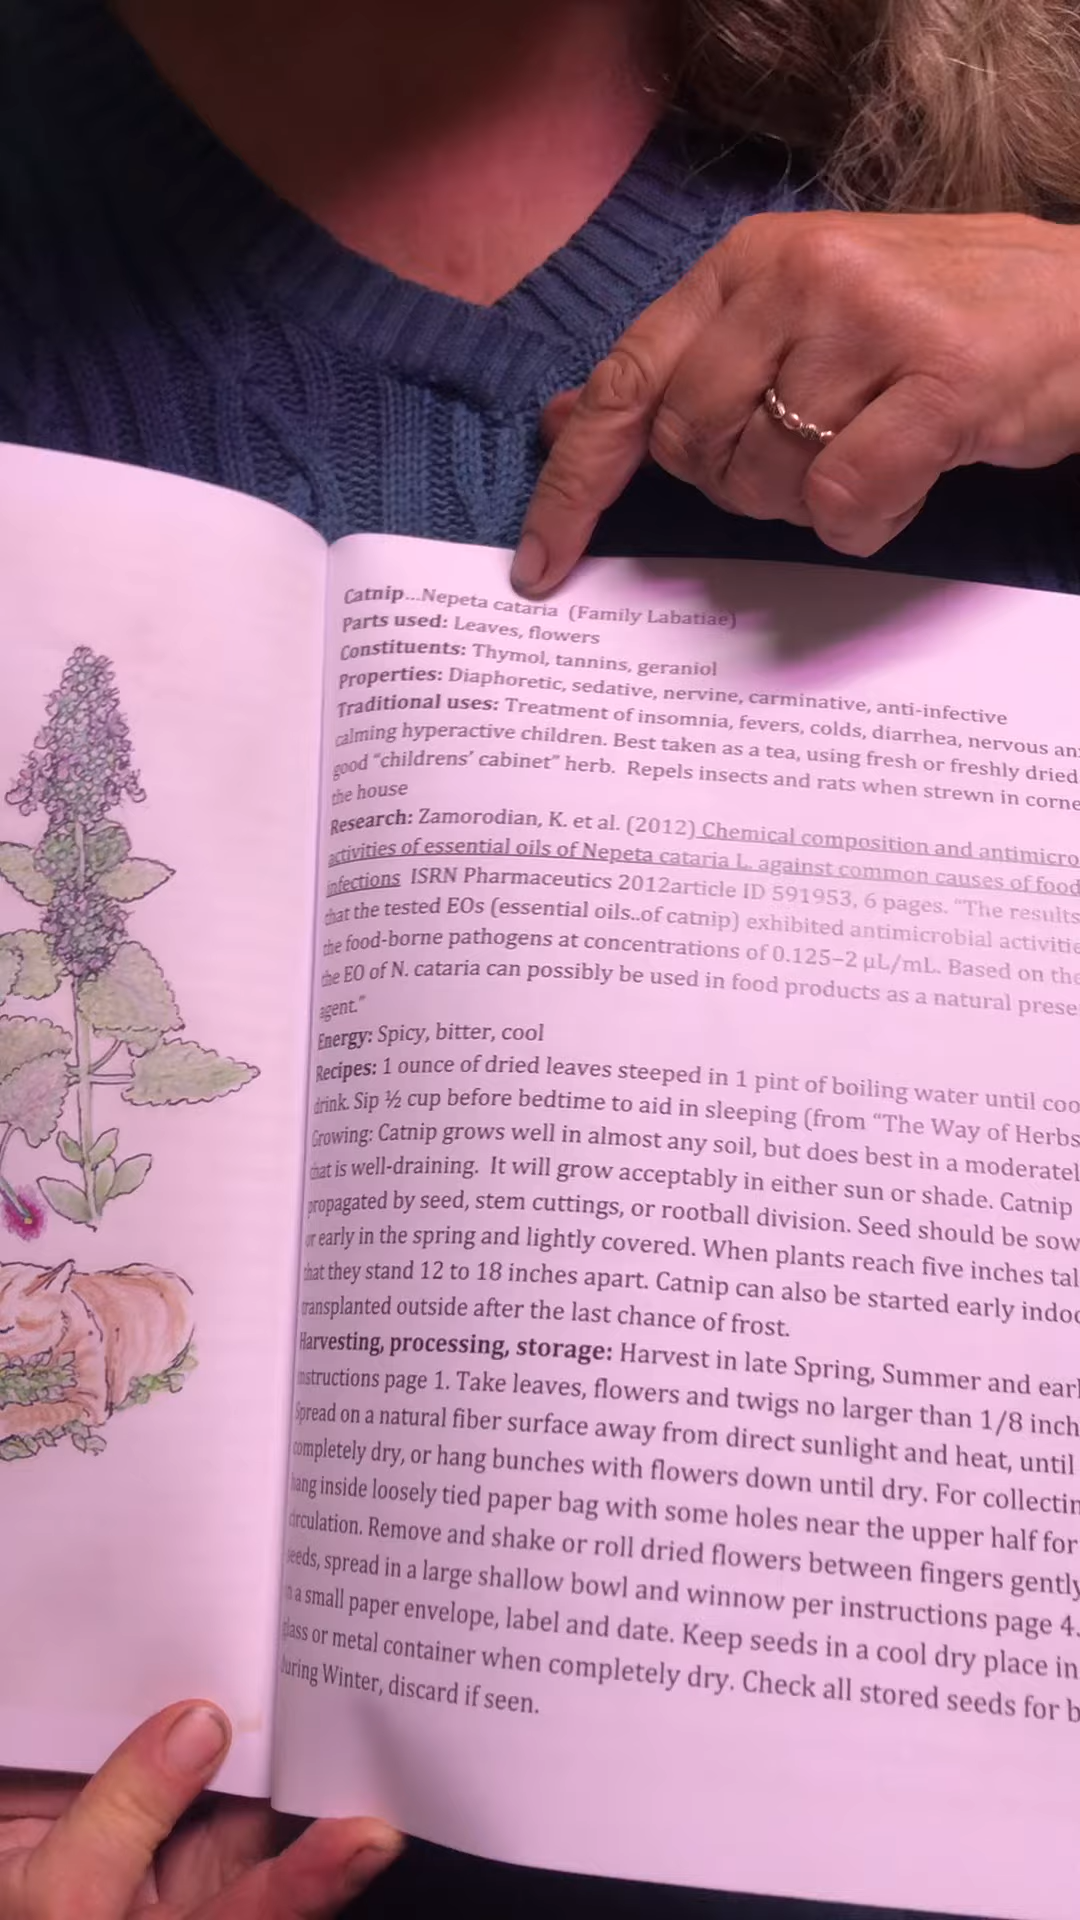 Catnip...Nepeta cataria (Family Labatiae)
Parts used: Leaves, flowers
Constituents: Thymol, tannins, geraniol
Properties: Diaphoretic, sedative, nervine, carminative, anti-infective
Traditional uses: Treatment of insomnia, fevers, colds, diarrhea, nervous
calming hyperactive children. Best taken as a tea, using fresh or freshly dried
good "childrens' cabinet" herb. Repels insects and rats when strewn in
the house
Research: Zamorodian, K. et al. (2012) Chemical composition and
activities of essential oils of Nepeta cataria L. against common causes of food
infections ISRN Pharmaceutics 2012article ID 591953, 6 pages. "The results
that the tested EOs (essential oils..of catnip) exhibited antimicrobial
the food-borne pathogens at concentrations of 0.125–2 μL/mL. Based on the
the EO of N. cataria can possibly be used in food products as a natural
agent."
Energy: Spicy, bitter, cool
Recipes: 1 ounce of dried leaves steeped in 1 pint of boiling water until
drink. Sip ½ cup before bedtime to aid in sleeping (from "The Way of Herbs
Growing: Catnip grows well in almost any soil, but does best in a
that is well-draining. It will grow acceptably in either sun or shade. Catnip
propagated by seed, stem cuttings, or rootball division. Seed should be
or early in the spring and lightly covered. When plants reach five inches
that they stand 12 to 18 inches apart. Catnip can also be started early
transplanted outside after the last chance of frost.
Harvesting, processing, storage: Harvest in late Spring, Summer and
instructions page 1. Take leaves, flowers and twigs no larger than 1/8 inch
Spread on a natural fiber surface away from direct sunlight and heat, until
completely dry, or hang bunches with flowers down until dry. For
hang inside loosely tied paper bag with some holes near the upper half for
circulation. Remove and shake or roll dried flowers between fingers gently
seeds, spread in a large shallow bowl and winnow per instructions page 4.
in a small paper envelope, label and date. Keep seeds in a cool dry place in
glass or metal container when completely dry. Check all stored seeds for
during Winter, discard if seen.